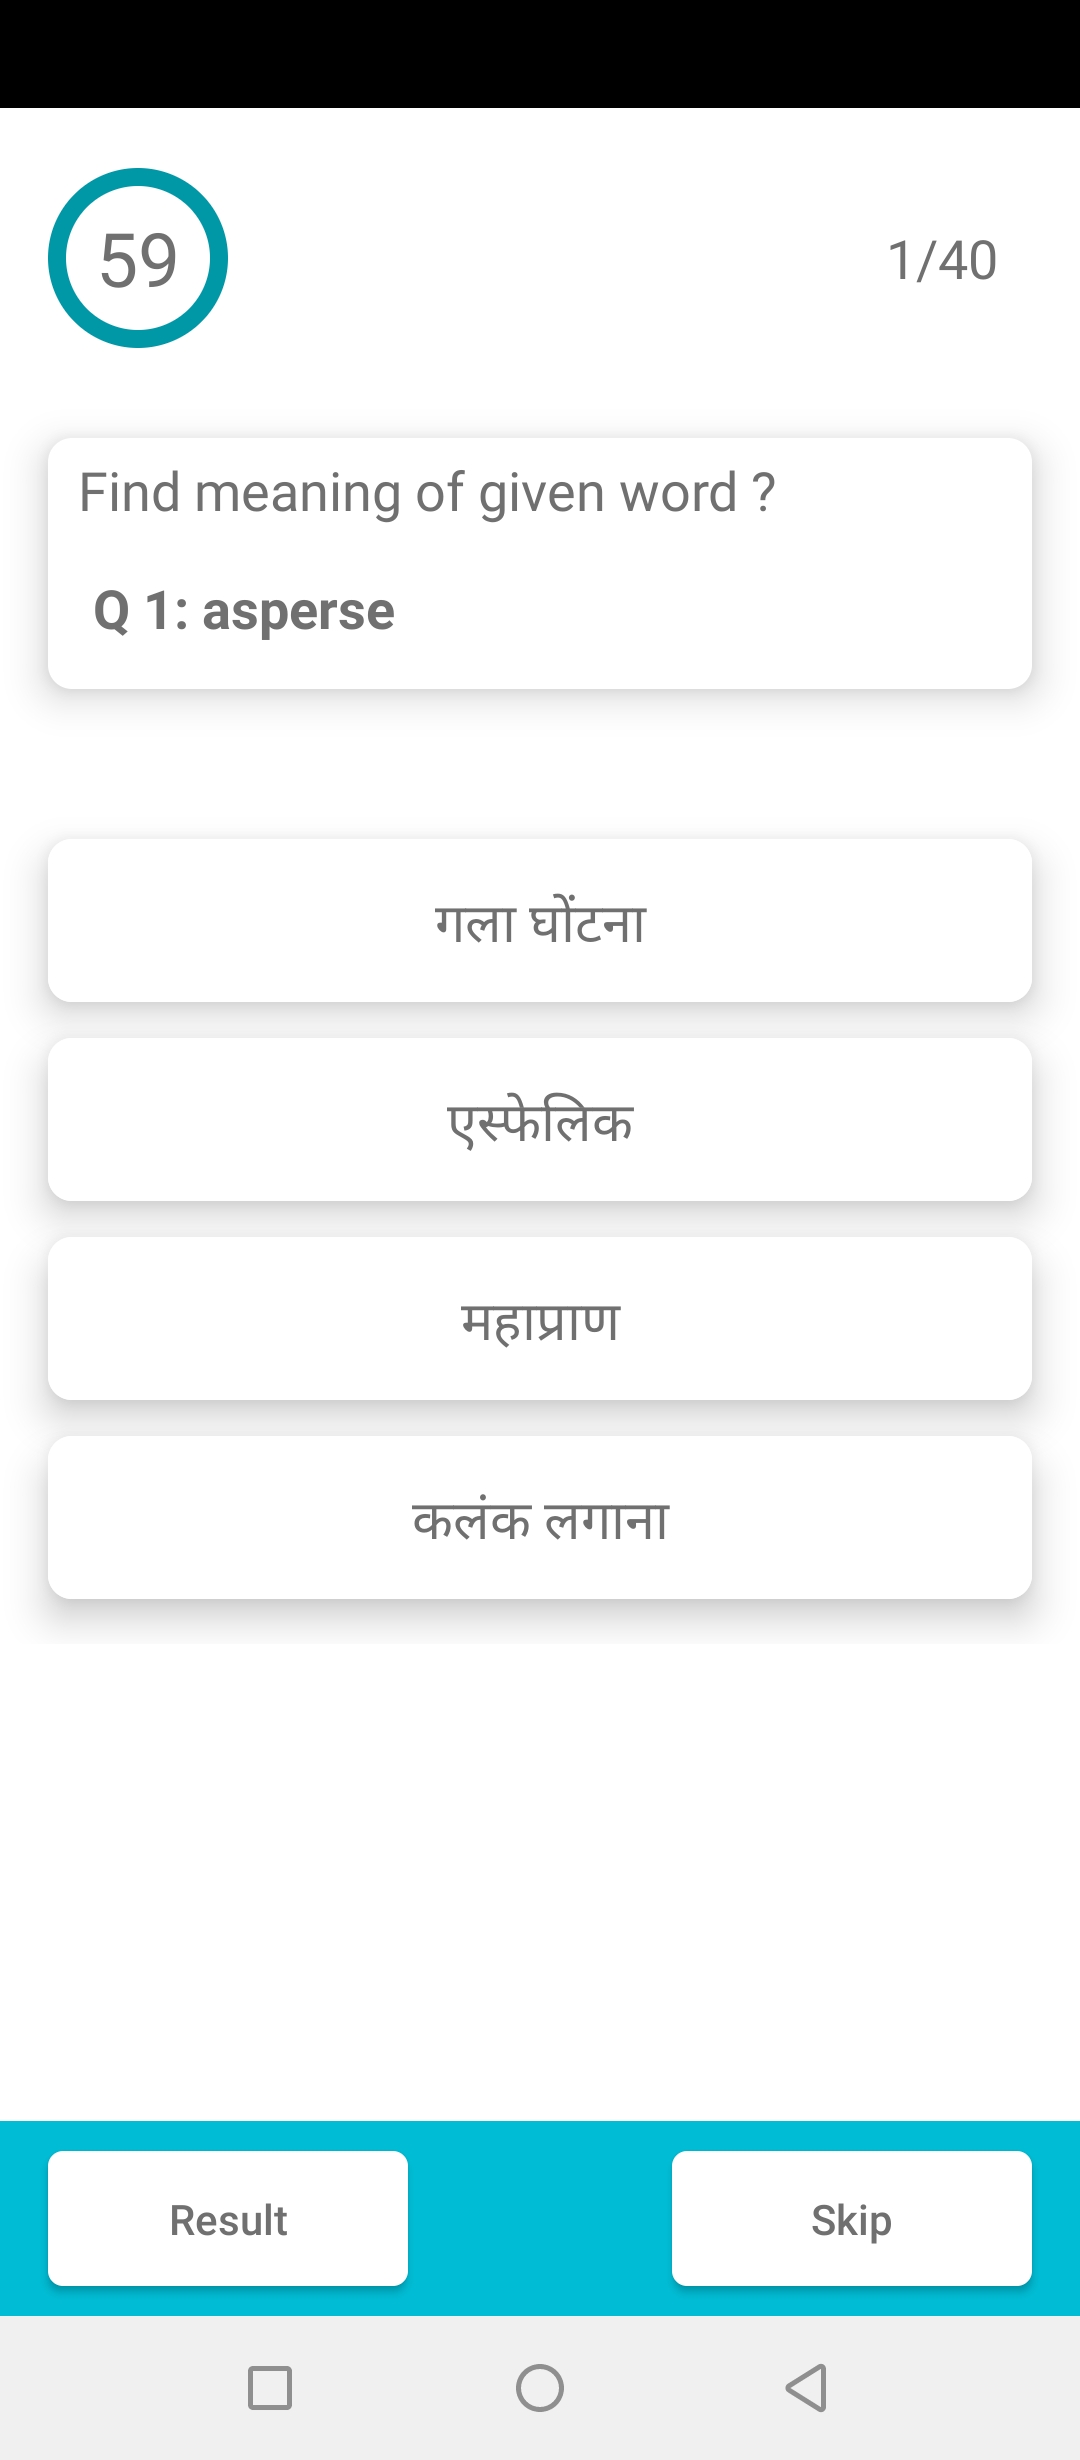 59
1/40
Find meaning of given word ?
Q 1: asperse
गला घोंटना
एस्फेलिक
महाप्राण
कलंक लगाना
Result
Skip